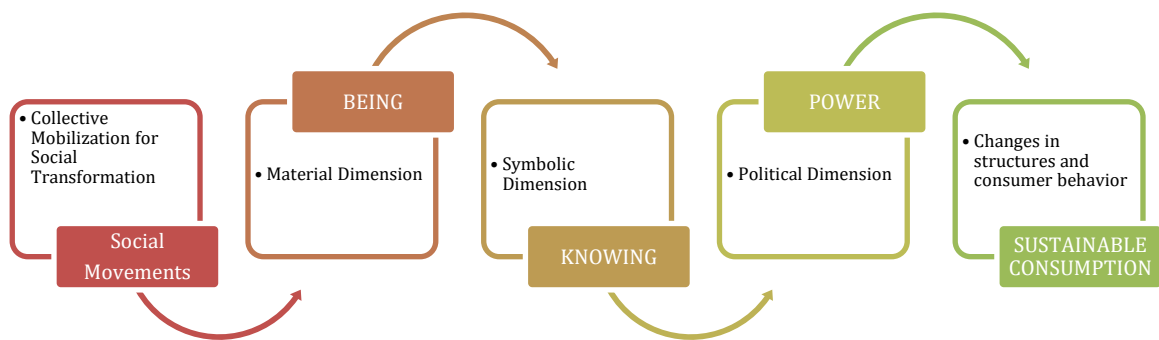 • Collective
Mobilization for
Social
Transformation
Social
Movements
BEING
• Material Dimension
• Symbolic
Dimension
KNOWING
POWER
• Political Dimension
• Changes in
structures and
consumer behavior
SUSTAINABLE
CONSUMPTION